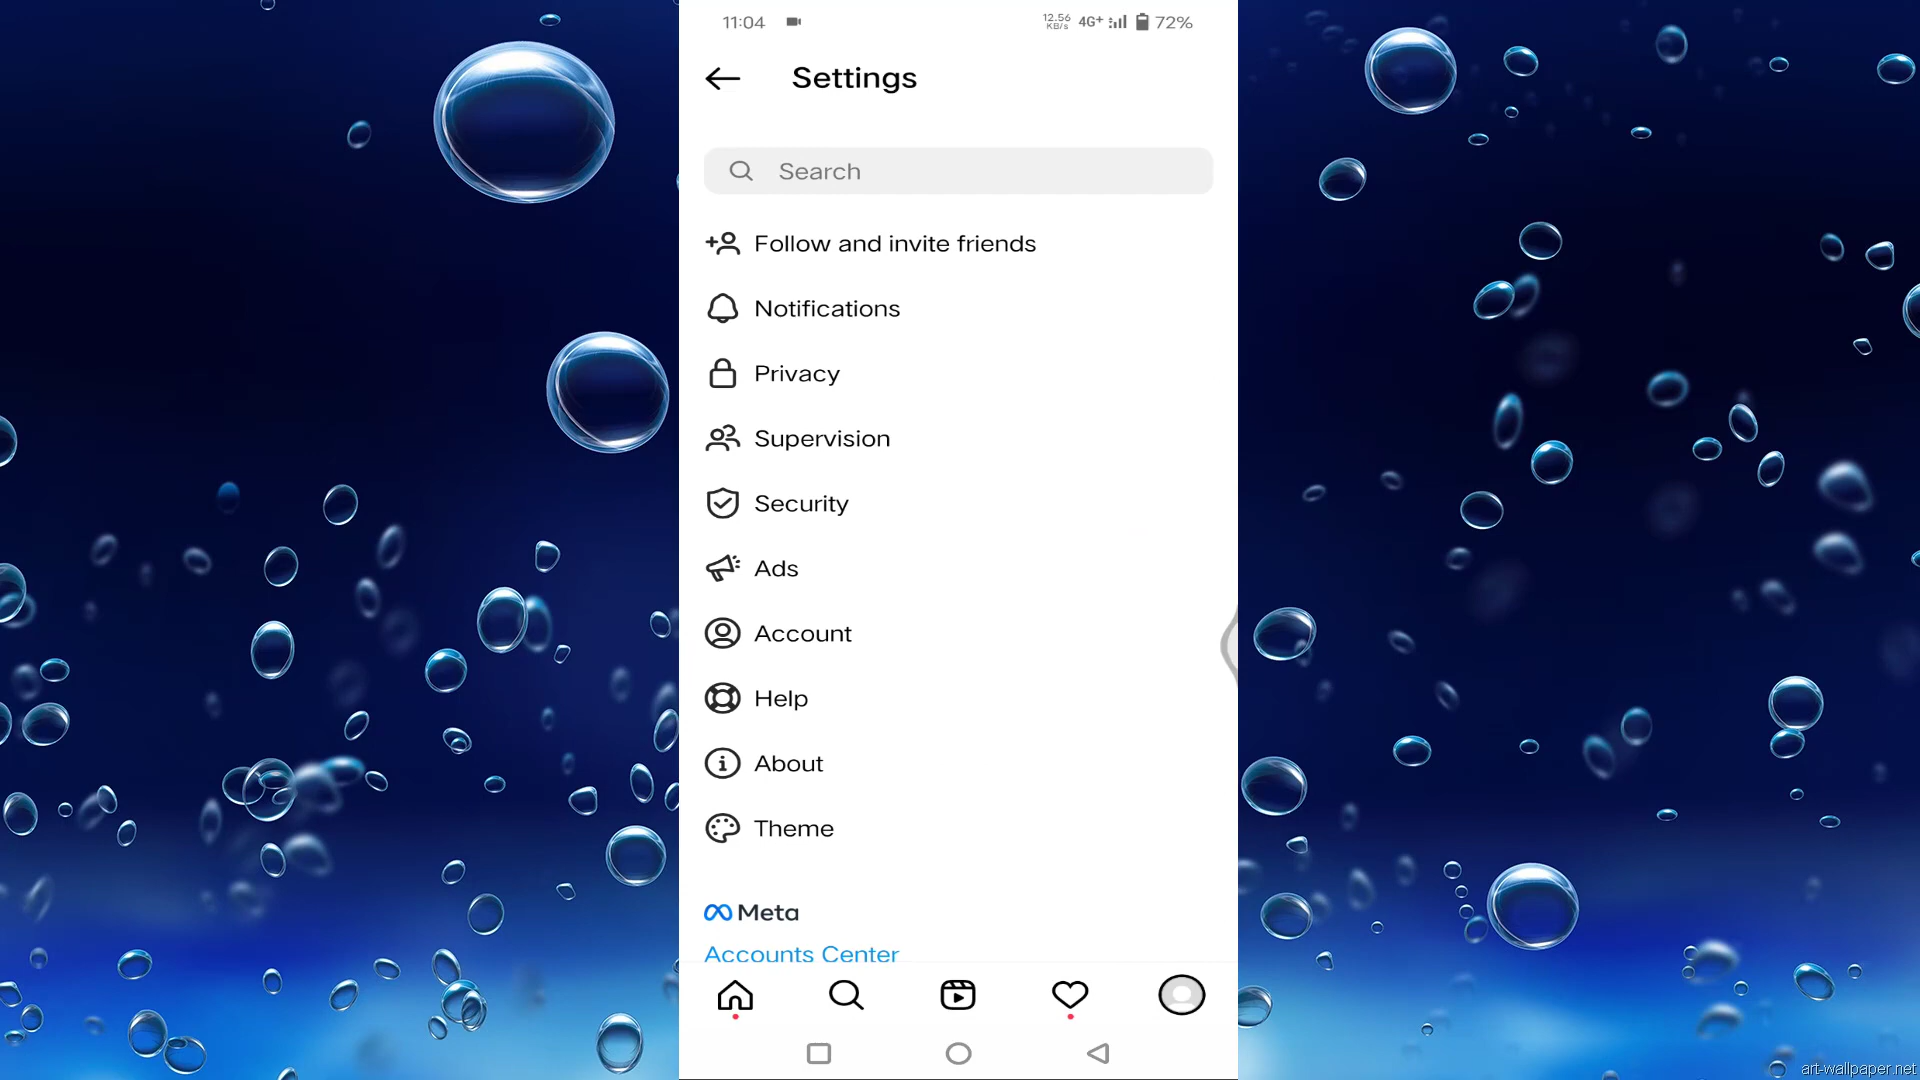 11:04
12.56 KB/s 4G+ 72%
Settings
Search
Follow and invite friends
Notifications
Privacy
Supervision
Security
Ads
Account
Help
About
Theme
Meta
Accounts Center
art-wallpaper.net